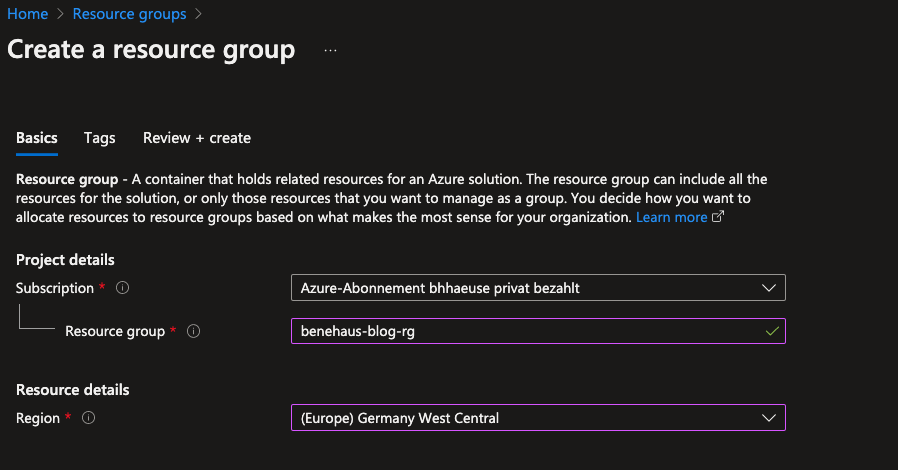 Home > Resource groups >
Create a resource group ...
Basics Tags Review + create
Resource group - A container that holds related resources for an Azure solution. The resource group can include all the
resources for the solution, or only those resources that you want to manage as a group. You decide how you want to
allocate resources to resource groups based on what makes the most sense for your organization. Learn more
Project details
Subscription * Azure-Abonnement bhhaeuse privat bezahlt
Resource group * benehaus-blog-rg
Resource details
Region * (Europe) Germany West Central